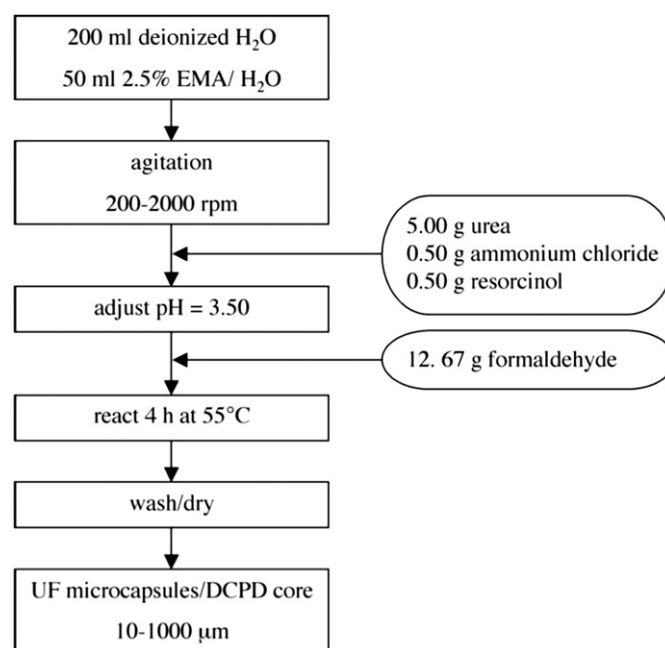 200 ml deionized H₂O
50 ml 2.5% EMA/ H₂O
agitation
200-2000 rpm
5.00 g urea
0.50 g ammonium chloride
0.50 g resorcinol
adjust pH = 3.50
12. 67 g formaldehyde
react 4 h at 55°C
wash/dry
UF microcapsules/DCPD core
10-1000 μm